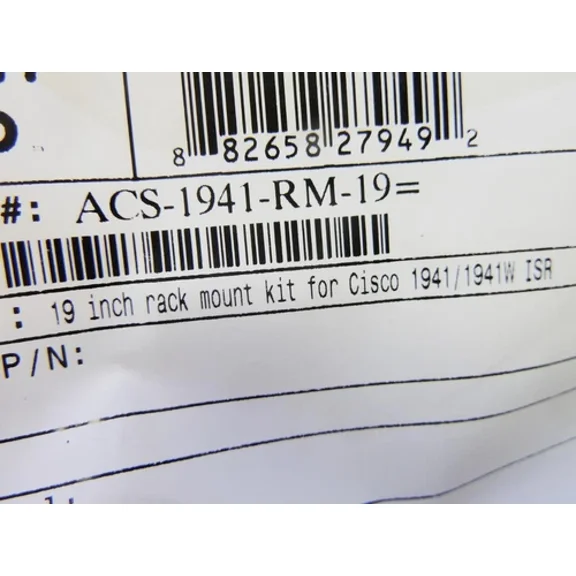 8 82658 27949 2
#: ACS-1941-RM-19=
: 19 inch rack mount kit for Cisco 1941/1941W ISR
P/N: